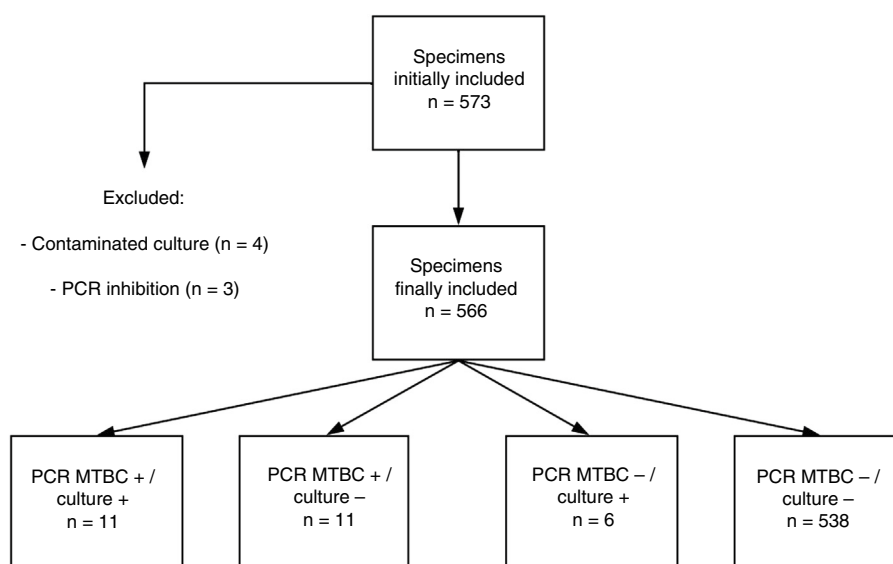 Specimens
initially included
n = 573
Excluded:
- Contaminated culture (n = 4)
- PCR inhibition (n = 3)
Specimens
finally included
n = 566
PCR MTBC + /
culture +
n = 11
PCR MTBC + /
culture –
n = 11
PCR MTBC – /
culture +
n = 6
PCR MTBC – /
culture –
n = 538